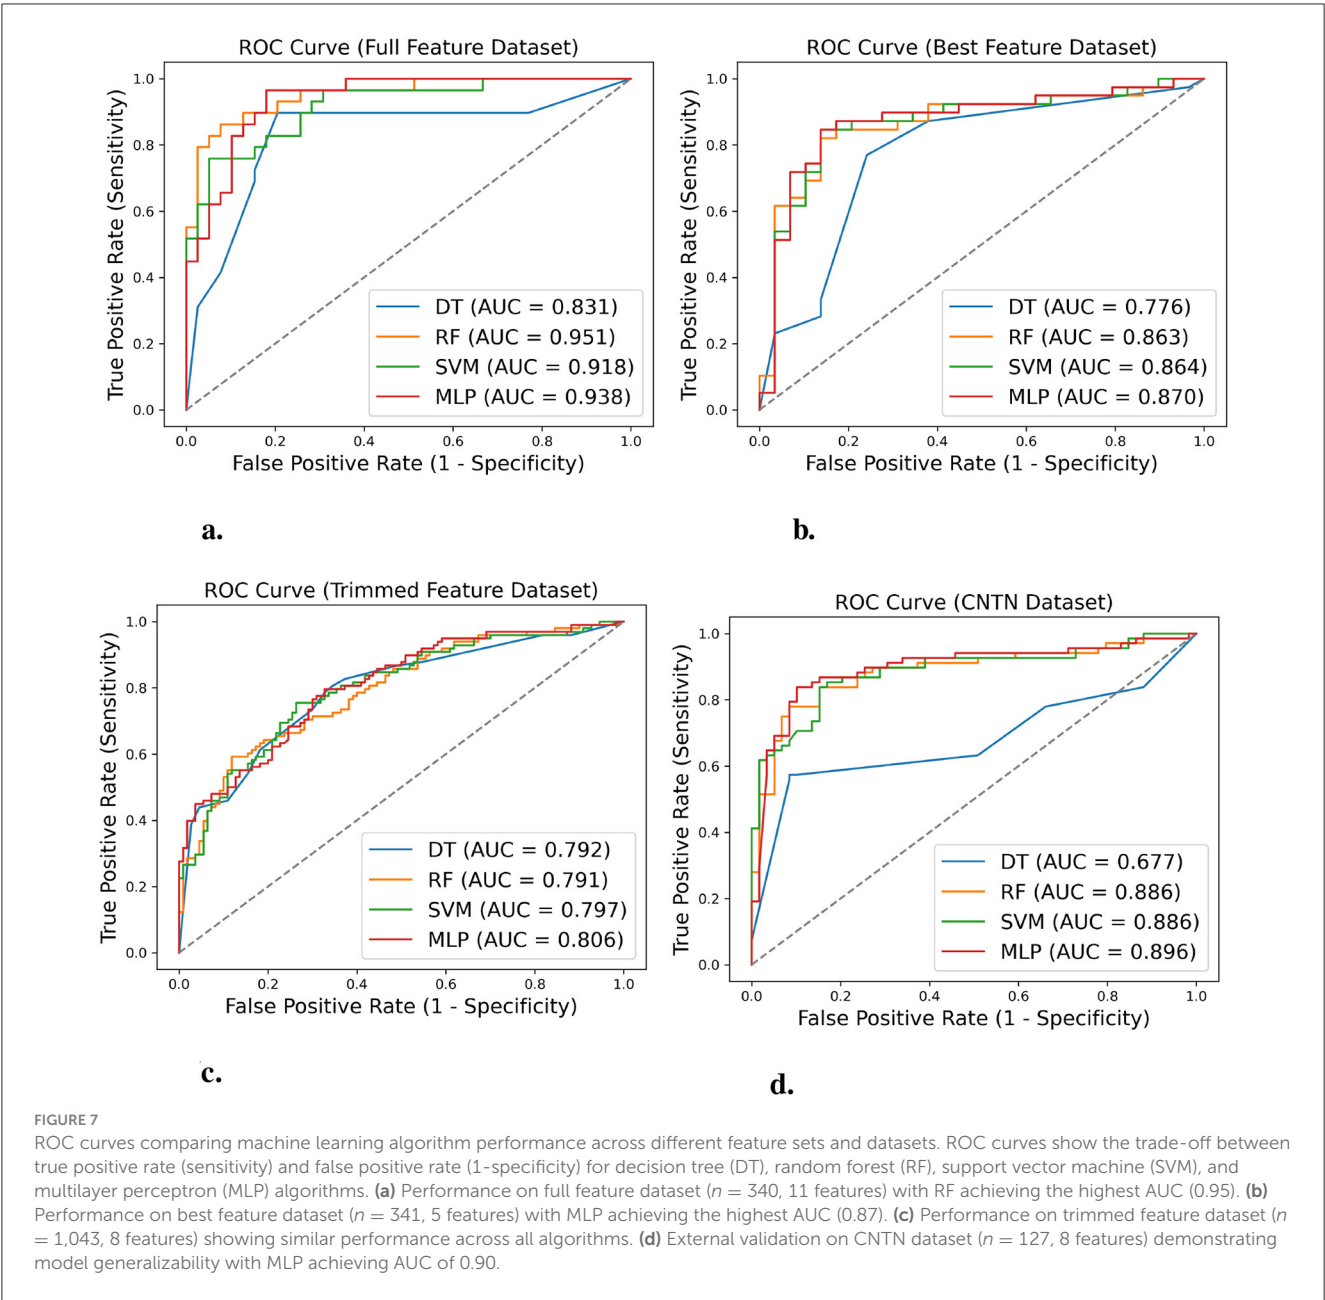 ROC Curve (Full Feature Dataset)
True Positive Rate (Sensitivity)
1.0
0.8
0.6
0.4
0.2
0.0
DT (AUC = 0.831)
RF (AUC = 0.951)
SVM (AUC = 0.918)
MLP (AUC = 0.938)
0.0 0.2 0.4 0.6 0.8 1.0
False Positive Rate (1 - Specificity)
a.
ROC Curve (Best Feature Dataset)
True Positive Rate (Sensitivity)
1.0
0.8
0.6
0.4
0.2
0.0
DT (AUC = 0.776)
RF (AUC = 0.863)
SVM (AUC = 0.864)
MLP (AUC = 0.870)
0.0 0.2 0.4 0.6 0.8 1.0
False Positive Rate (1 - Specificity)
b.
ROC Curve (Trimmed Feature Dataset)
True Positive Rate (Sensitivity)
1.0
0.8
0.6
0.4
0.2
0.0
DT (AUC = 0.792)
RF (AUC = 0.791)
SVM (AUC = 0.797)
MLP (AUC = 0.806)
0.0 0.2 0.4 0.6 0.8 1.0
False Positive Rate (1 - Specificity)
c.
ROC Curve (CNTN Dataset)
True Positive Rate (Sensitivity)
1.0
0.8
0.6
0.4
0.2
0.0
DT (AUC = 0.677)
RF (AUC = 0.886)
SVM (AUC = 0.886)
MLP (AUC = 0.896)
0.0 0.2 0.4 0.6 0.8 1.0
False Positive Rate (1 - Specificity)
d.
FIGURE 7
ROC curves comparing machine learning algorithm performance across different feature sets and datasets. ROC curves show the trade-off between
true positive rate (sensitivity) and false positive rate (1-specificity) for decision tree (DT), random forest (RF), support vector machine (SVM), and
multilayer perceptron (MLP) algorithms. (a) Performance on full feature dataset (n = 340, 11 features) with RF achieving the highest AUC (0.95). (b)
Performance on best feature dataset (n = 341, 5 features) with MLP achieving the highest AUC (0.87). (c) Performance on trimmed feature dataset (n
= 1,043, 8 features) showing similar performance across all algorithms. (d) External validation on CNTN dataset (n = 127, 8 features) demonstrating
model generalizability with MLP achieving AUC of 0.90.